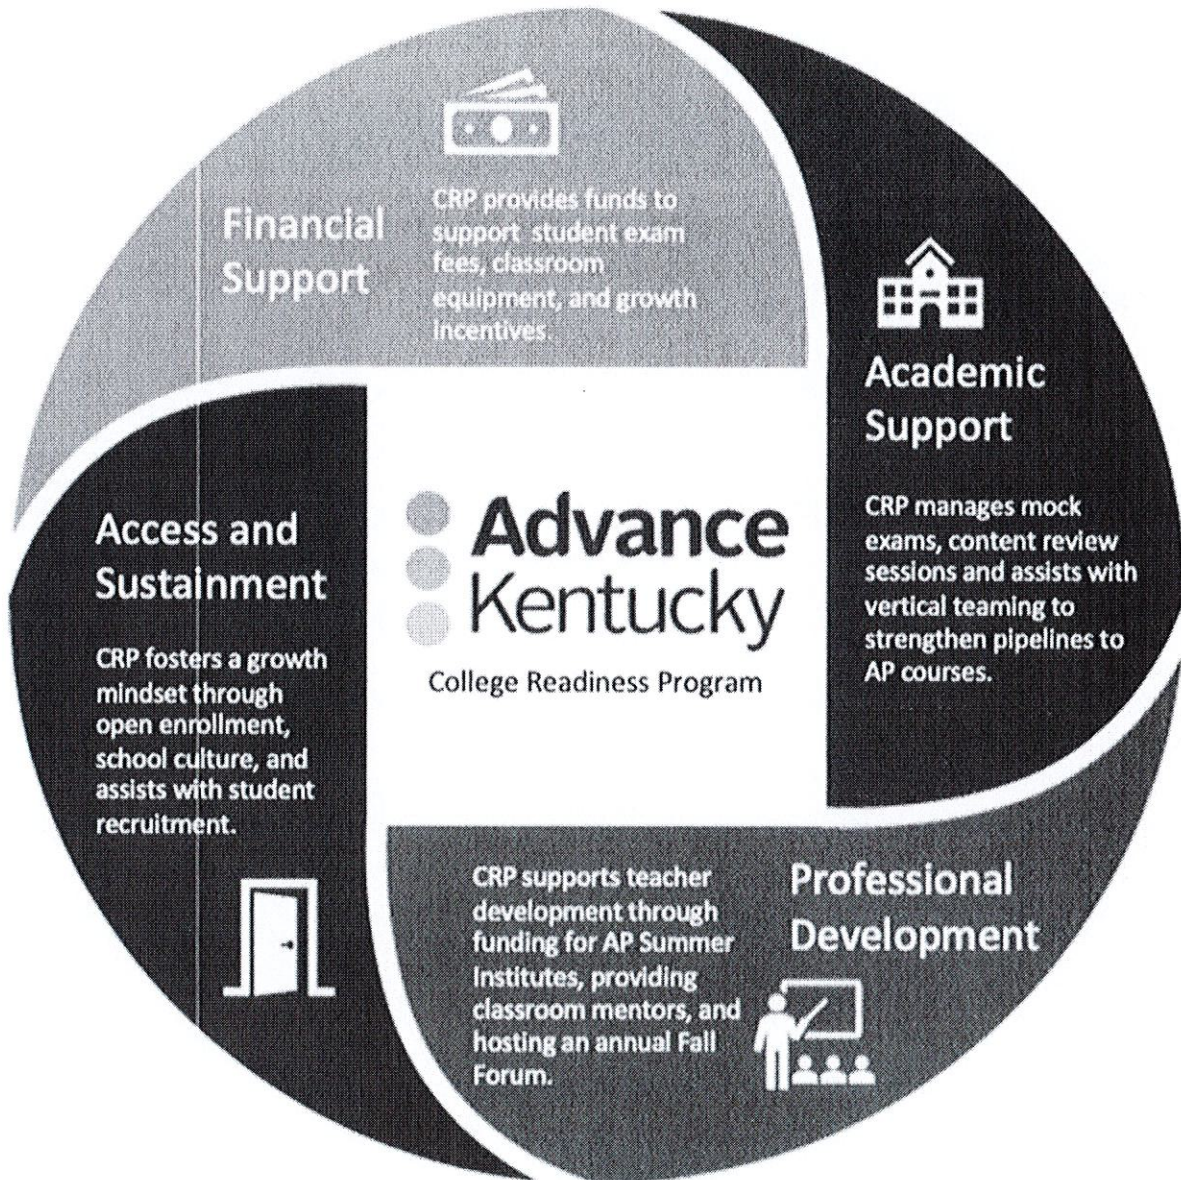 Financial
Support
CRP provides funds to
support student exam
fees, classroom
equipment, and growth
incentives.
Academic
Support
CRP manages mock
exams, content review
sessions and assists with
vertical teaming to
strengthen pipelines to
AP courses.
Access and
Sustainment
CRP fosters a growth
mindset through
open enrollment,
school culture, and
assists with student
recruitment.
Advance
Kentucky
College Readiness Program
CRP supports teacher
development through
funding for AP Summer
Institutes, providing
classroom mentors, and
hosting an annual Fall
Forum.
Professional
Development